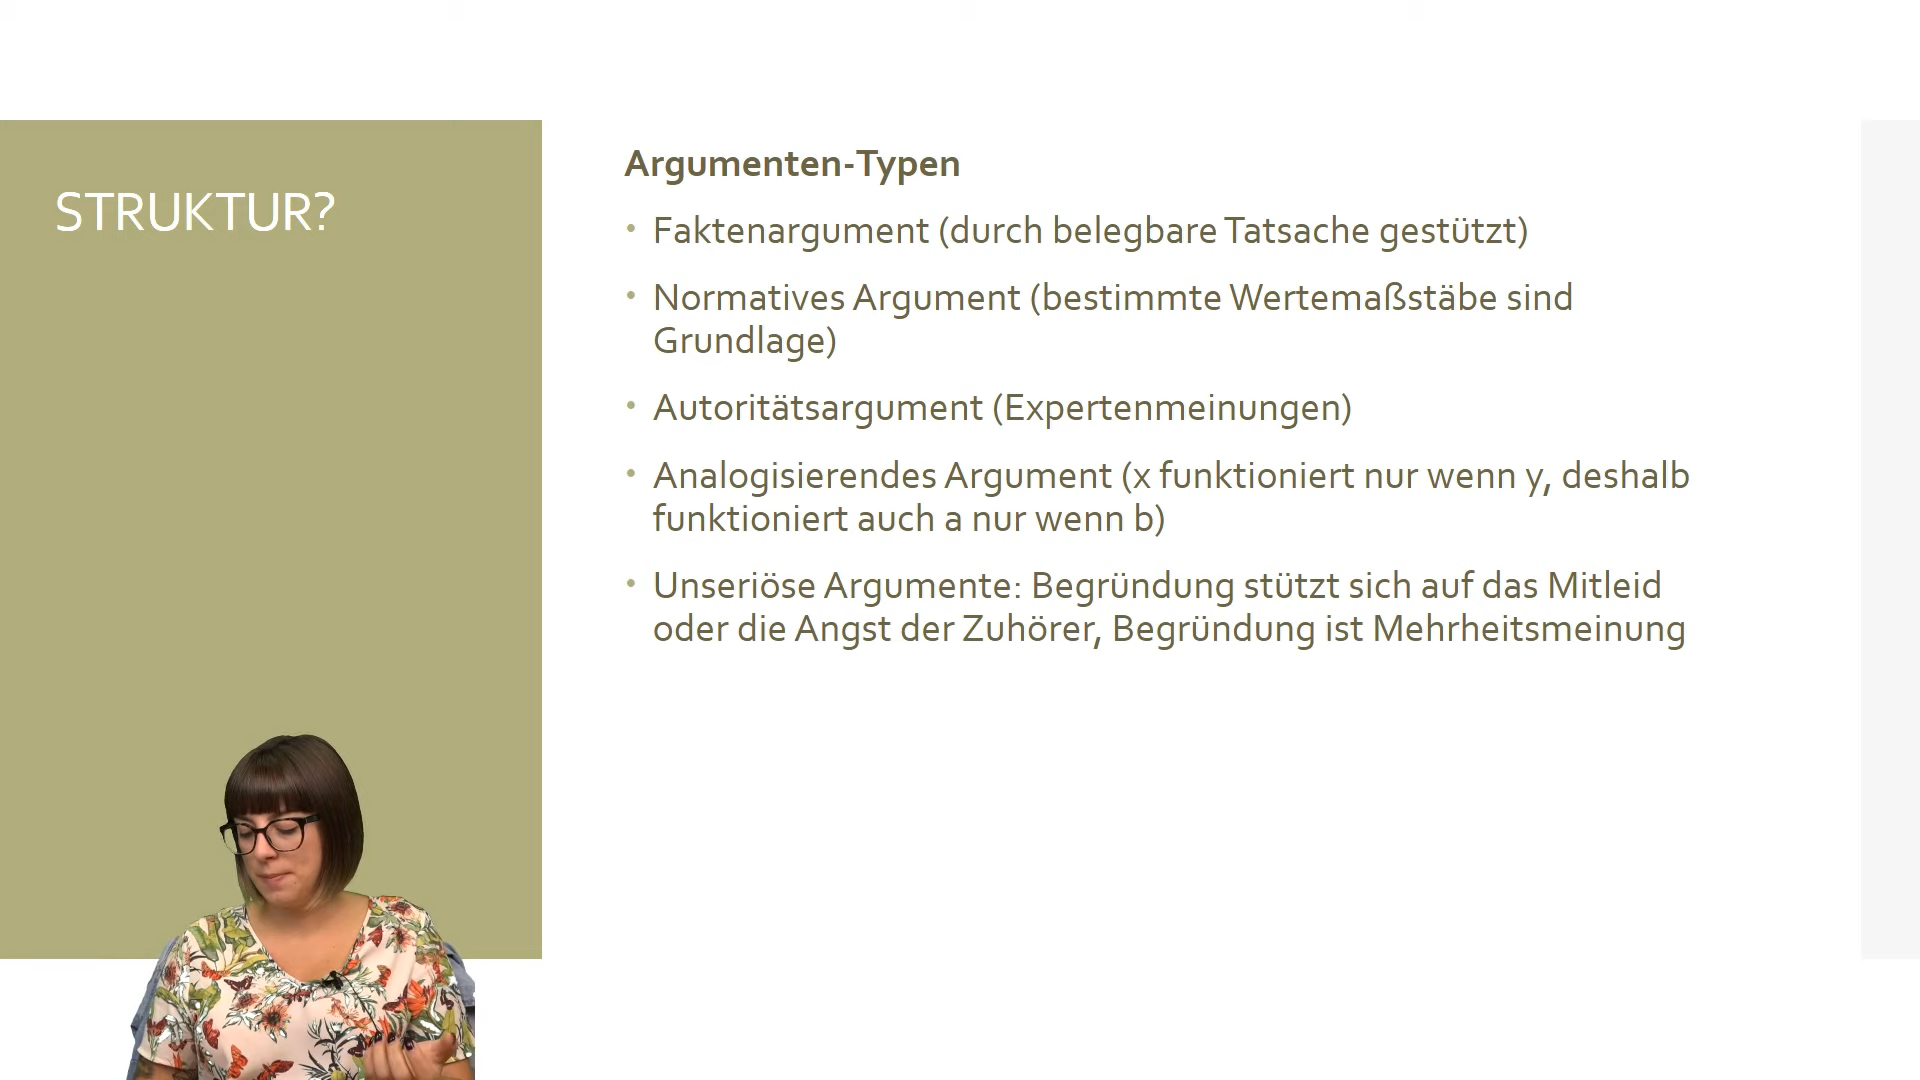 STRUKTUR?
Argumenten-Typen
• Faktenargument (durch belegbare Tatsache gestützt)
• Normatives Argument (bestimmte Wertemaßstäbe sind
Grundlage)
• Autoritätsargument (Expertenmeinungen)
• Analogisierendes Argument (x funktioniert nur wenn y, deshalb
funktioniert auch a nur wenn b)
• Unseriöse Argumente: Begründung stützt sich auf das Mitleid
oder die Angst der Zuhörer, Begründung ist Mehrheitsmeinung